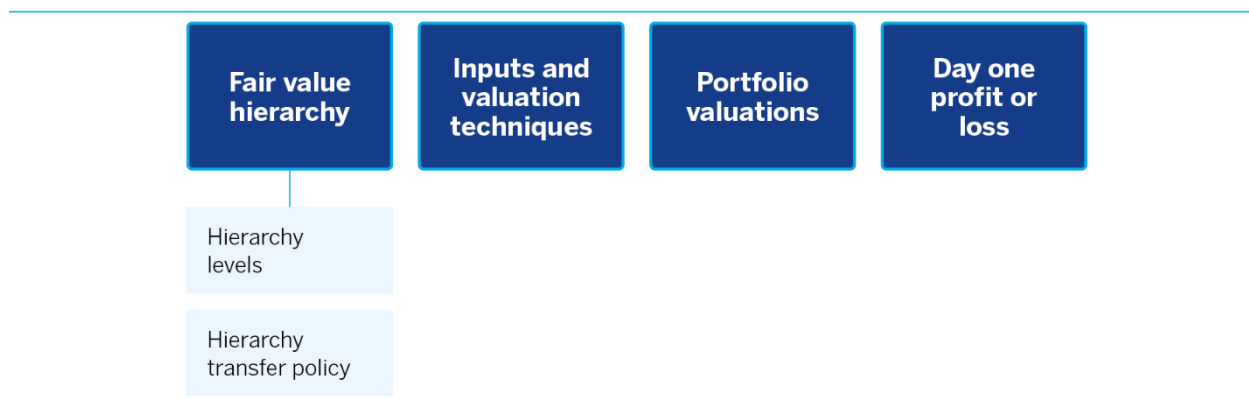 Fair value
hierarchy
Inputs and
valuation
techniques
Portfolio
valuations
Day one
profit or
loss
Hierarchy
levels
Hierarchy
transfer policy